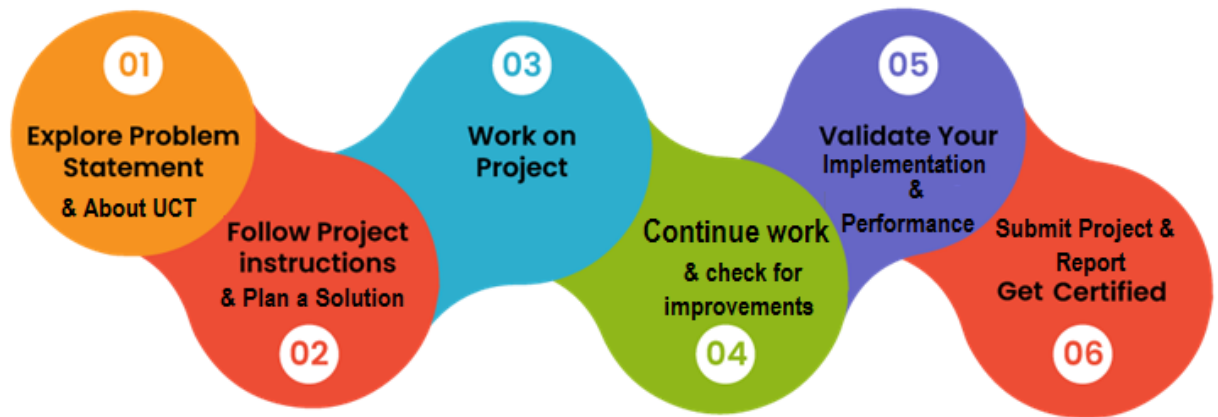 01
Explore Problem
Statement
& About UCT
Follow Project
instructions
& Plan a Solution
02
03
Work on
Project
Continue work
& check for
improvements
04
05
Validate Your
Implementation
&
Performance
Submit Project &
Report
Get Certified
06